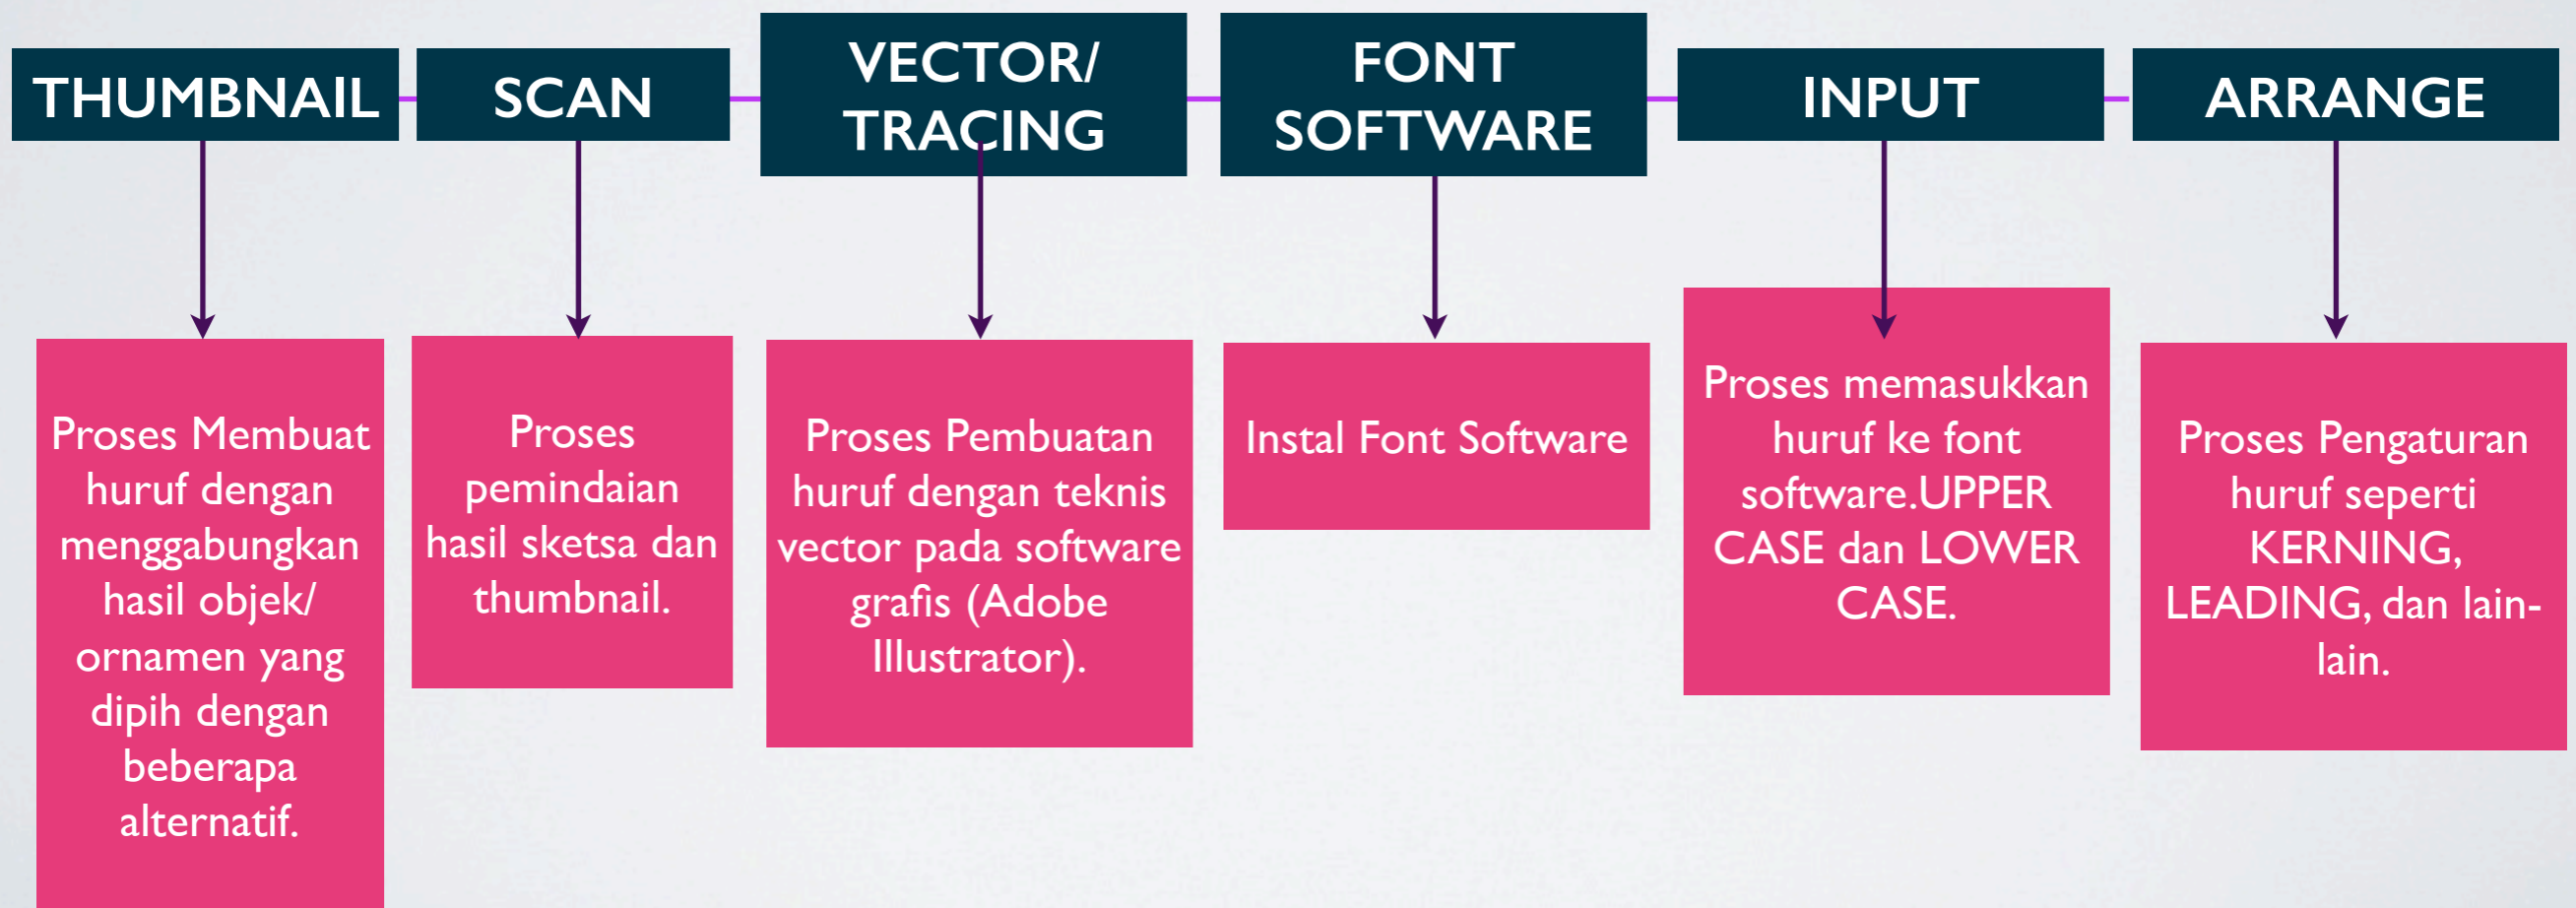 THUMBNAIL
SCAN
VECTOR/
TRACING
FONT
SOFTWARE
INPUT
ARRANGE
Proses Membuat
huruf dengan
menggabungkan
hasil objek/
ornamen yang
dipih dengan
beberapa
alternatif.
Proses
pemindaian
hasil sketsa dan
thumbnail.
Proses Pembuatan
huruf dengan teknis
vector pada software
grafis (Adobe
Illlustrator).
Instal Font Software
Proses memasukkan
huruf ke font
software.UPPER
CASE dan LOWER
CASE.
Proses Pengaturan
huruf seperti
KERNING,
LEADING, dan lain-
lain.